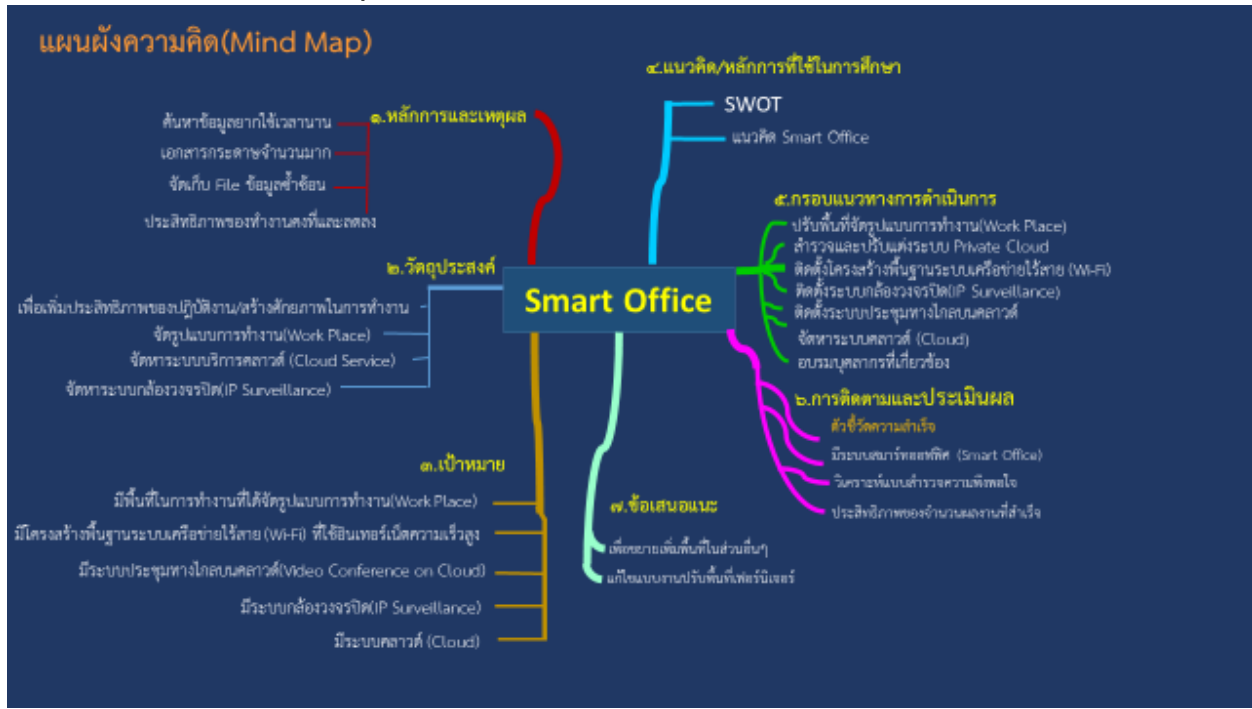 แผนผังความคิด(Mind Map)
๑.หลักการและเหตุผล
ค้นหาข้อมูลยากใช้เวลานาน
เอกสารกระดาษจำนวนมาก
จัดเก็บ File ข้อมูลซ้ำซ้อน
ประสิทธิภาพของทำงานคงที่และลดลง
๒.วัตถุประสงค์
เพื่อเพิ่มประสิทธิภาพของปฏิบัติงาน/สร้างศักยภาพในการทำงาน
จัดรูปแบบการทำงาน(Work Place)
จัดหาระบบบริการคลาวด์ (Cloud Service)
จัดหาระบบกล้องวงจรปิด(IP Surveillance)
๓.เป้าหมาย
มีพื้นที่ในการทำงานที่ได้จัดรูปแบบการทำงาน(Work Place)
มีโครงสร้างพื้นฐานระบบเครือข่ายไร้สาย (Wi-Fi) ที่ใช้อินเทอร์เน็ตความเร็วสูง
มีระบบประชุมทางไกลบนคลาวด์(Video Conference on Cloud)
มีระบบกล้องวงจรปิด(IP Surveillance)
มีระบบคลาวด์ (Cloud)
Smart Office
๔.แนวคิด/หลักการที่ใช้ในการศึกษา
SWOT
แนวคิด Smart Office
๕.กรอบแนวทางการดำเนินการ
ปรับพื้นที่จัดรูปแบบการทำงาน(Work Place)
สำรวจและปรับแต่งระบบ Private Cloud
ติดตั้งโครงสร้างพื้นฐานระบบเครือข่ายไร้สาย (Wi-Fi)
ติดตั้งระบบกล้องวงจรปิด(IP Surveillance)
ติดตั้งระบบประชุมทางไกลบนคลาวด์
จัดหาระบบคลาวด์ (Cloud)
อบรมบุคลากรที่เกี่ยวข้อง
๖.การติดตามและประเมินผล
ตัวชี้วัดความสำเร็จ
มีระบบสมาร์ทออฟฟิศ (Smart Office)
วิเคราะห์แบบสำรวจความพึงพอใจ
ประสิทธิภาพของจำนวนผลงานที่สำเร็จ
๗.ข้อเสนอแนะ
เพื่อขยายเพิ่มพื้นที่ในส่วนอื่นๆ
แก้ไขแบบงานปรับพื้นที่เฟอร์นิเจอร์